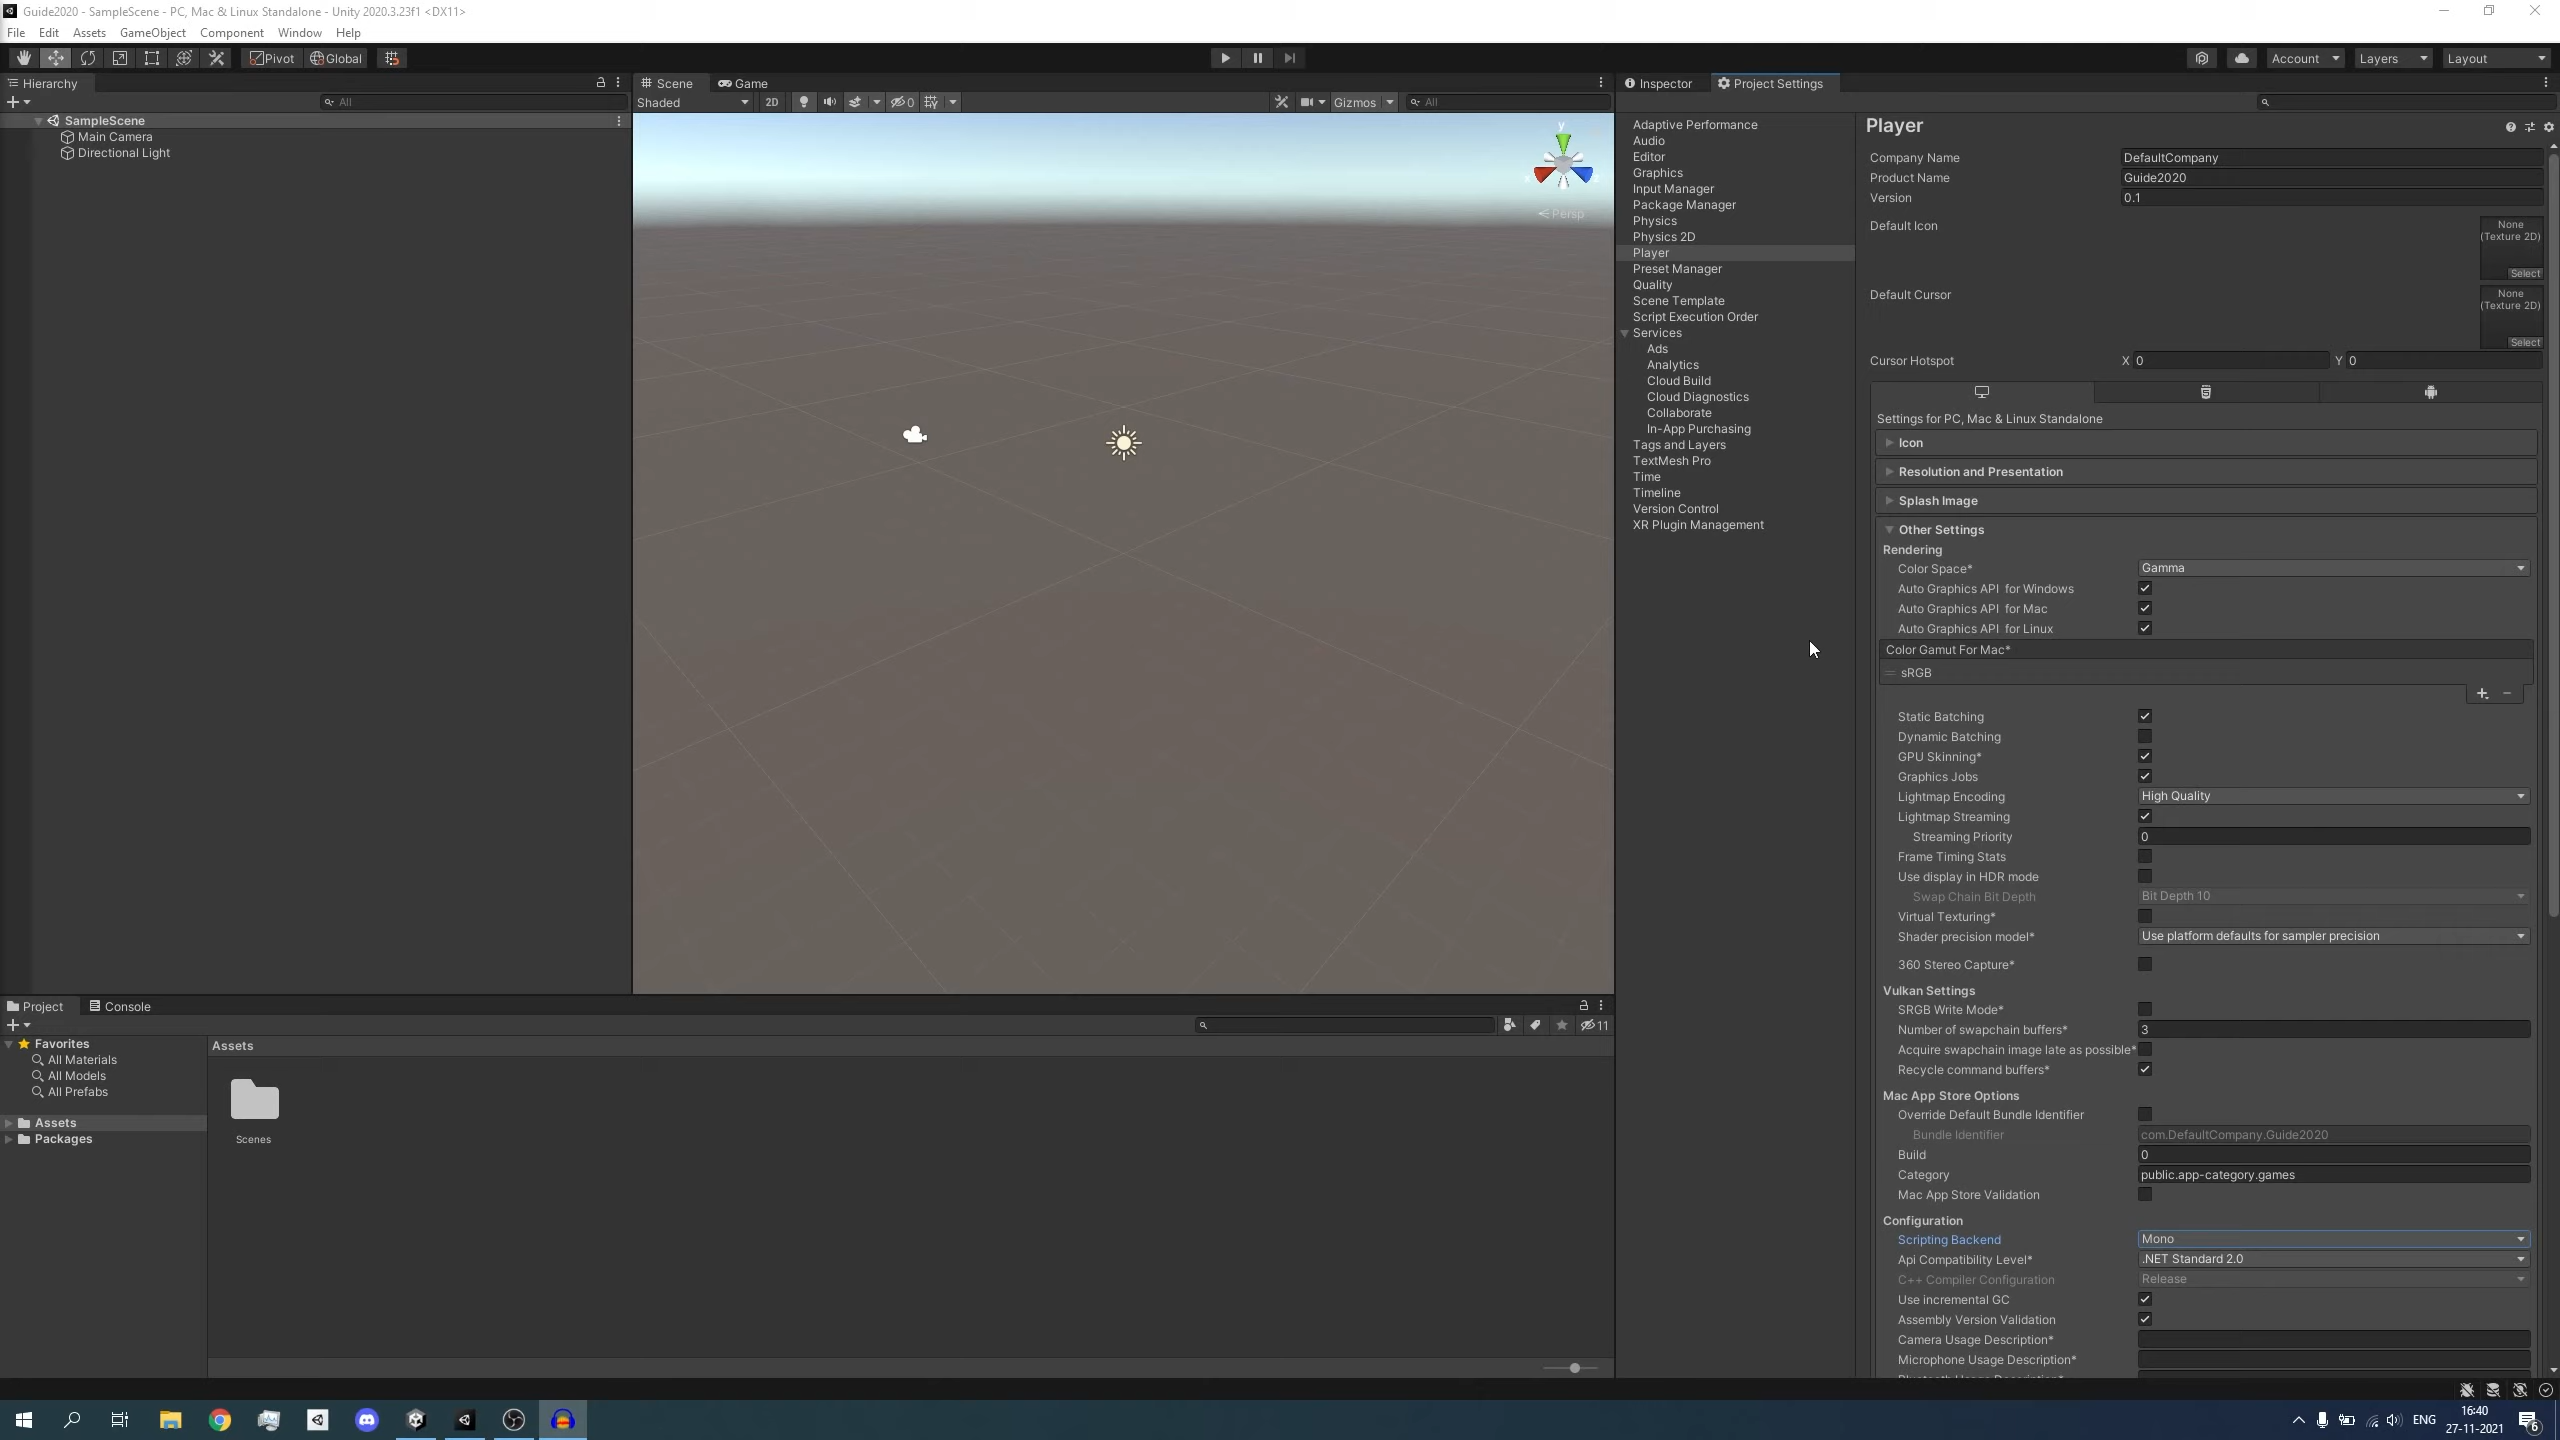 Guide2020 - SampleScene - PC, Mac & Linux Standalone - Unity 2020.3.23f1 <DX11>
File Edit Assets GameObject Component Window Help
Pivot Global Account Layers Layout
Hierarchy
All
SampleScene
Main Camera
Directional Light
Scene Game
Shaded 2D 0 Gizmos All
y
Persp
Inspector Project Settings
Adaptive Performance
Audio
Editor
Graphics
Input Manager
Package Manager
Physics
Physics 2D
Player
Preset Manager
Quality
Scene Template
Script Execution Order
Services
Ads
Analytics
Cloud Build
Cloud Diagnostics
Collaborate
In-App Purchasing
Tags and Layers
TextMesh Pro
Time
Timeline
Version Control
XR Plugin Management
Player
Company Name DefaultCompany
Product Name Guide2020
Version 0.1
Default Icon None (Texture 2D) Select
Default Cursor None (Texture 2D) Select
Cursor Hotspot X 0 Y 0
Settings for PC, Mac & Linux Standalone
Icon
Resolution and Presentation
Splash Image
Other Settings
Rendering
Color Space* Gamma
Auto Graphics API for Windows
Auto Graphics API for Mac
Auto Graphics API for Linux
Color Gamut For Mac*
sRGB
Static Batching
Dynamic Batching
GPU Skinning*
Graphics Jobs
Lightmap Encoding High Quality
Lightmap Streaming
Streaming Priority 0
Frame Timing Stats
Use display in HDR mode
Swap Chain Bit Depth Bit Depth 10
Virtual Texturing*
Shader precision model* Use platform defaults for sampler precision
360 Stereo Capture*
Vulkan Settings
SRGB Write Mode*
Number of swapchain buffers* 3
Acquire swapchain image late as possible*
Recycle command buffers*
Mac App Store Options
Override Default Bundle Identifier
Bundle Identifier com.DefaultCompany.Guide2020
Build 0
Category public.app-category.games
Mac App Store Validation
Configuration
Scripting Backend Mono
Api Compatibility Level* .NET Standard 2.0
C++ Compiler Configuration Release
Use incremental GC
Assembly Version Validation
Camera Usage Description*
Microphone Usage Description*
Project Console
11
Favorites
All Materials
All Models
All Prefabs
Assets
Packages
Assets
Scenes
ENG
16:40
27-11-2021
6